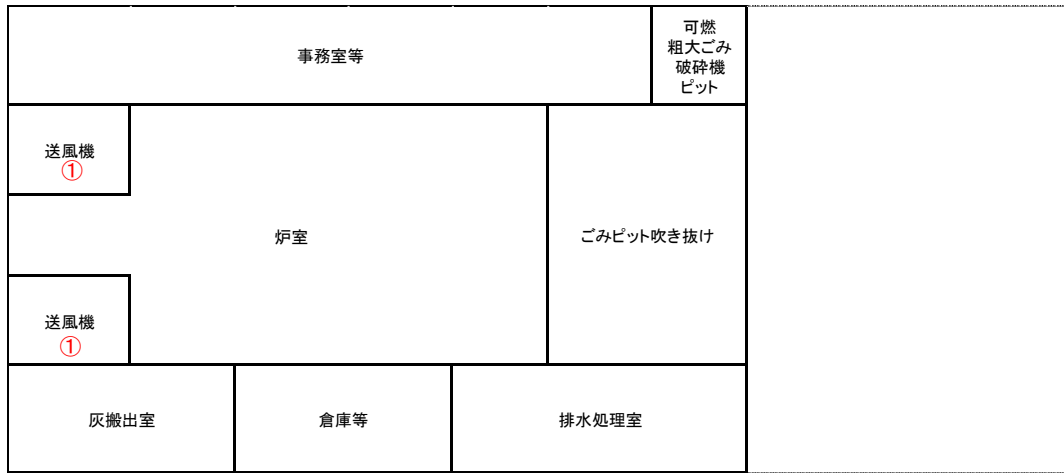 事務室等
可燃
粗大ごみ
破砕機
ピット
送風機
①
炉室
ごみピット吹き抜け
送風機
①
灰搬出室
倉庫等
排水処理室